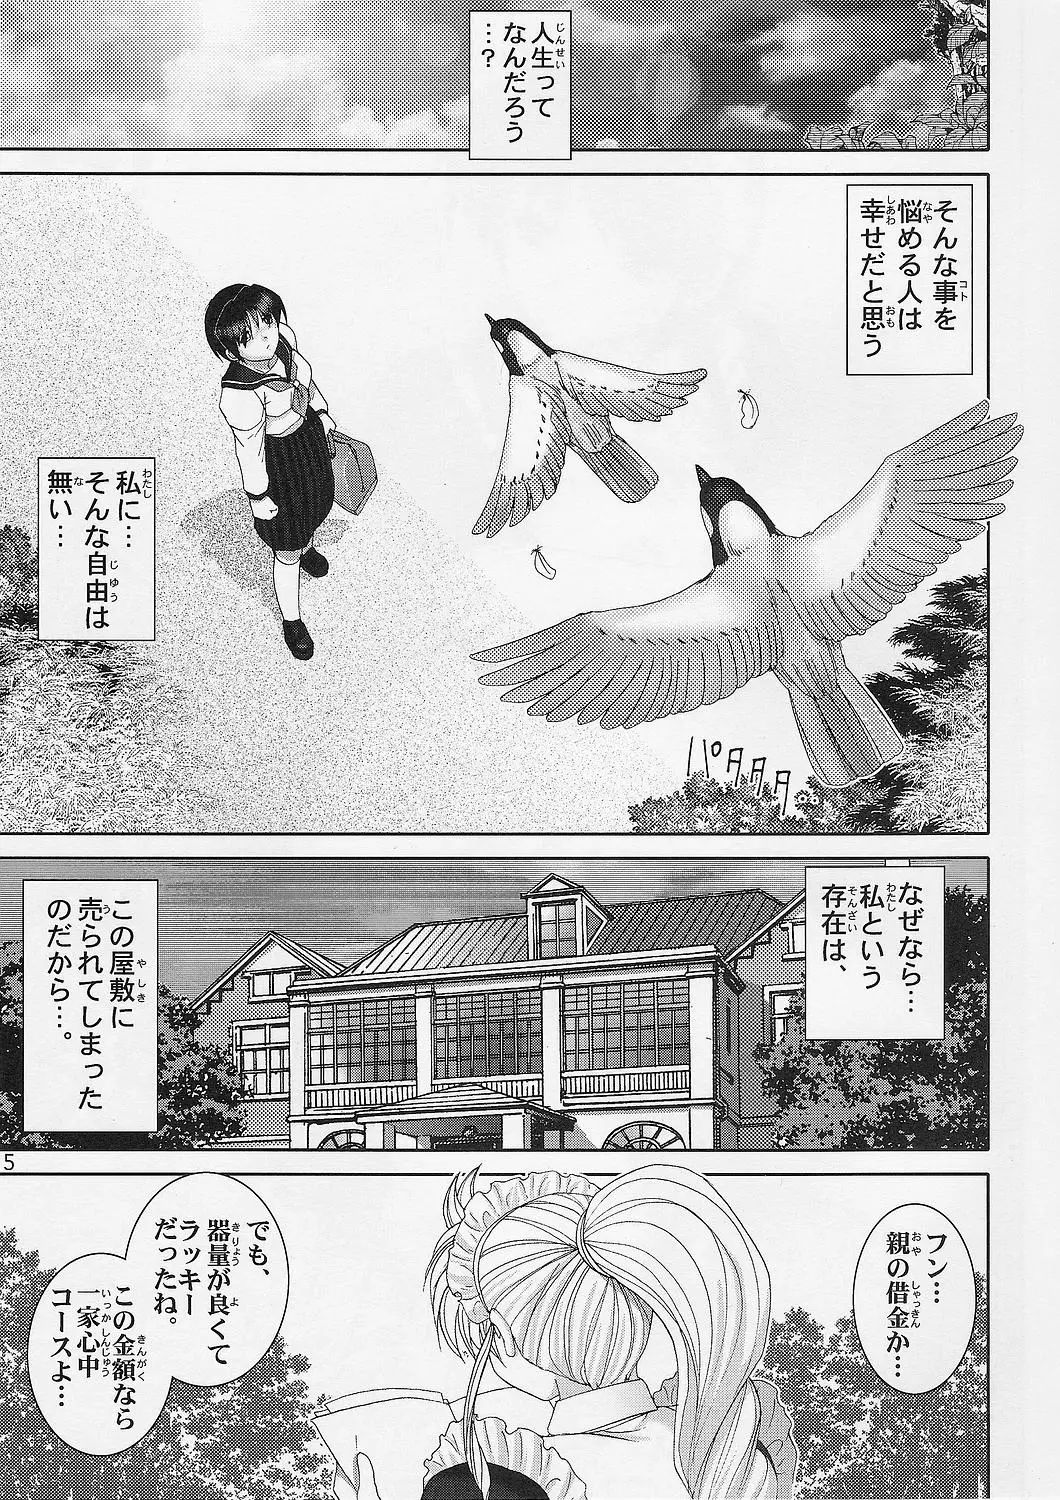 人生って
なんだろう
…？
そんな事を
悩める人は
幸せだと思う
私に…
そんな自由は
無い…
パタタタ
なぜなら…
私という
存在は、
この屋敷に
売られてしまった
のだから…。
フン…
親の借金か…
でも、
器量が良くて
ラッキー
だったね。
この金額なら
一家心中
コースよ…
5